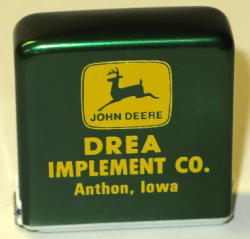 JOHN DEERE
DREA
IMPLEMENT CO.
Anthon, Iowa